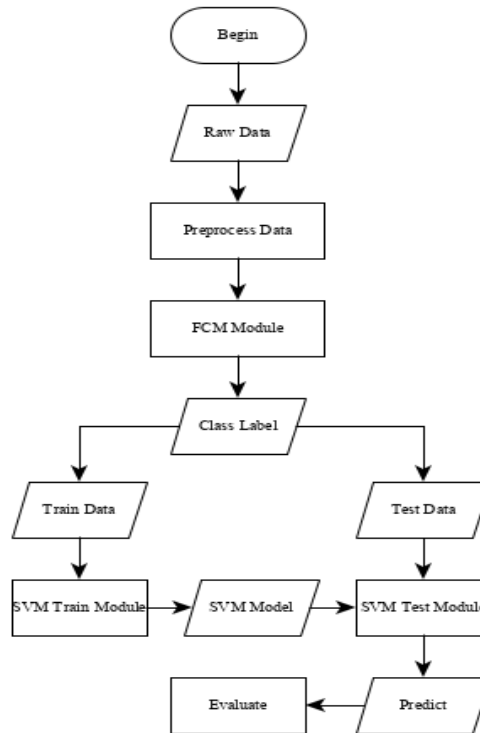 Begin
Raw Data
Preprocess Data
FCM Module
Class Label
Train Data
Test Data
SVM Train Module
SVM Model
SVM Test Module
Evaluate
Predict